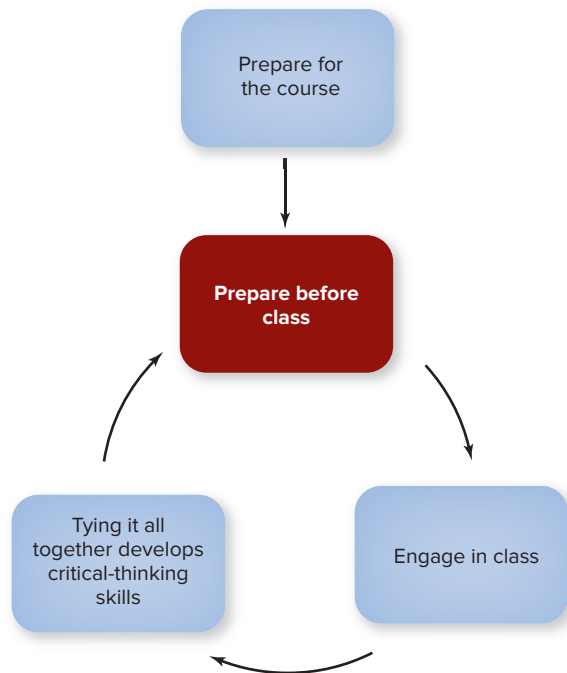 Prepare for
the course
Prepare before
class
Tying it all
together develops
critical-thinking
skills
Engage in class